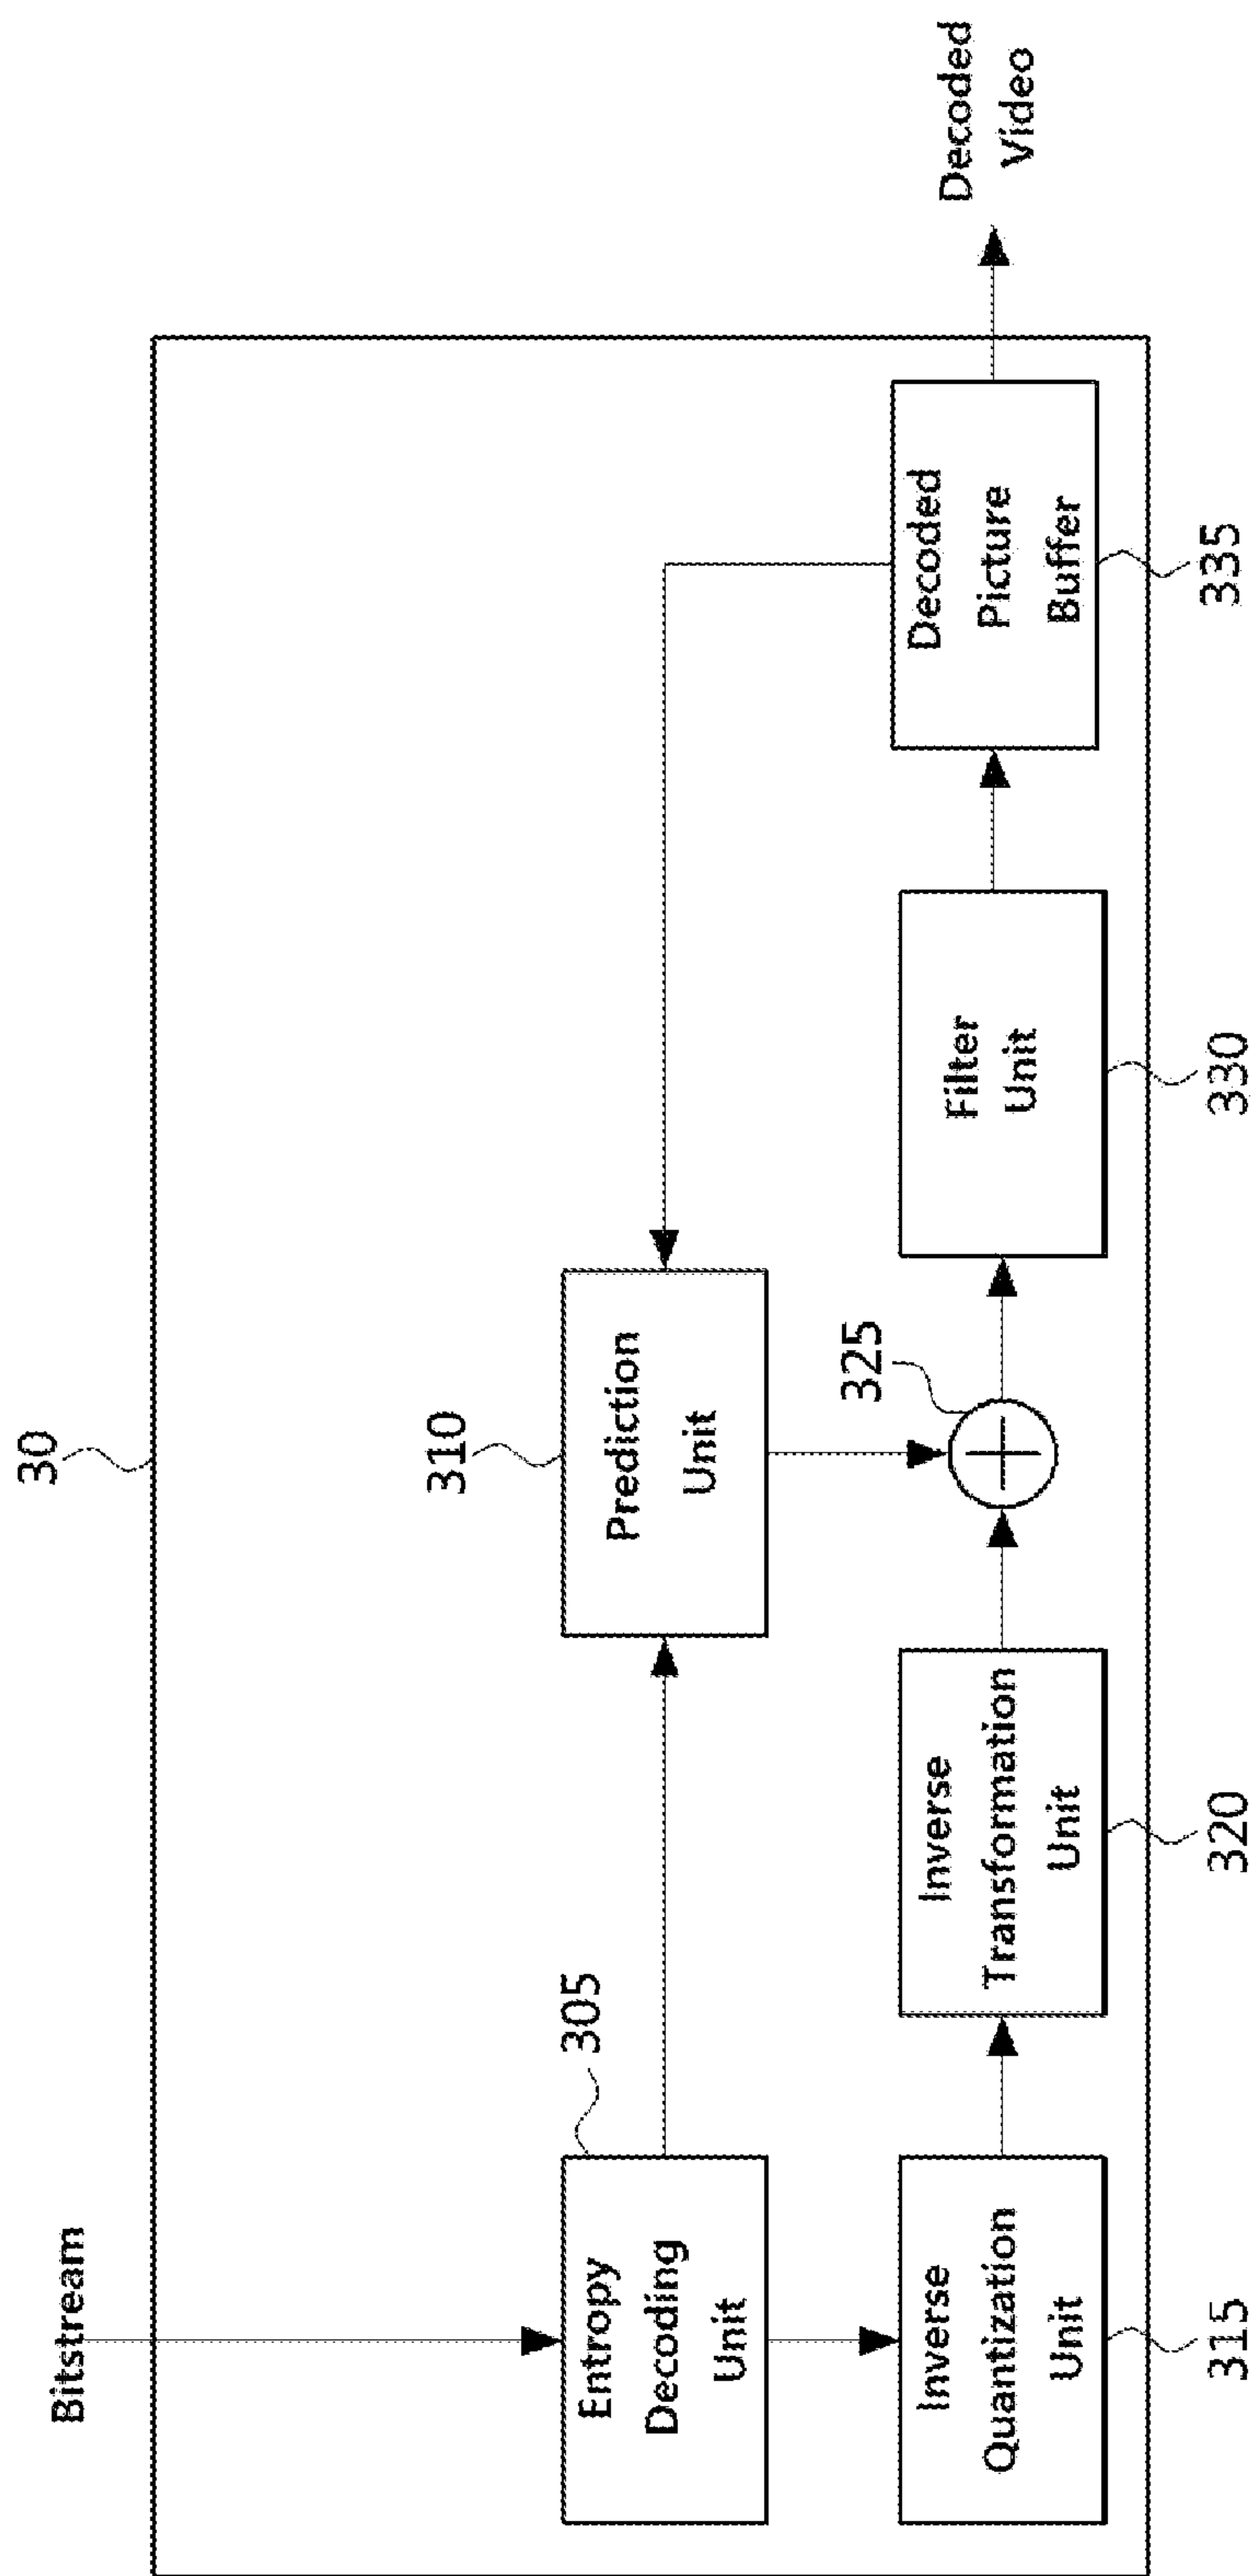 30
Bitstream
305
310
Entropy
Decoding
Unit
Prediction
Unit
325
Inverse
Quantization
Unit
Inverse
Transformation
Unit
Filter
Unit
Decoded
Picture
Buffer
Decoded
Video
315
320
330
335